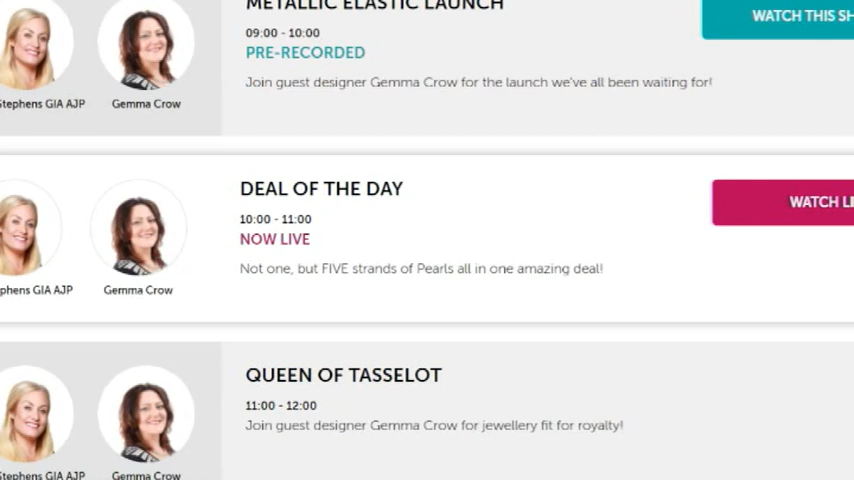 METALLIC ELASTIC LAUNCH
WATCH THIS SH
09:00 - 10:00
PRE-RECORDED
Join guest designer Gemma Crow for the launch we've all been waiting for!
Stephens GIA AJP
Gemma Crow
DEAL OF THE DAY
WATCH LI
10:00 - 11:00
NOW LIVE
Not one, but FIVE strands of Pearls all in one amazing deal!
phens GIA AJP
Gemma Crow
QUEEN OF TASSELOT
11:00 - 12:00
Join guest designer Gemma Crow for jewellery fit for royalty!
Stephens GIA AJP
Gemma Crow